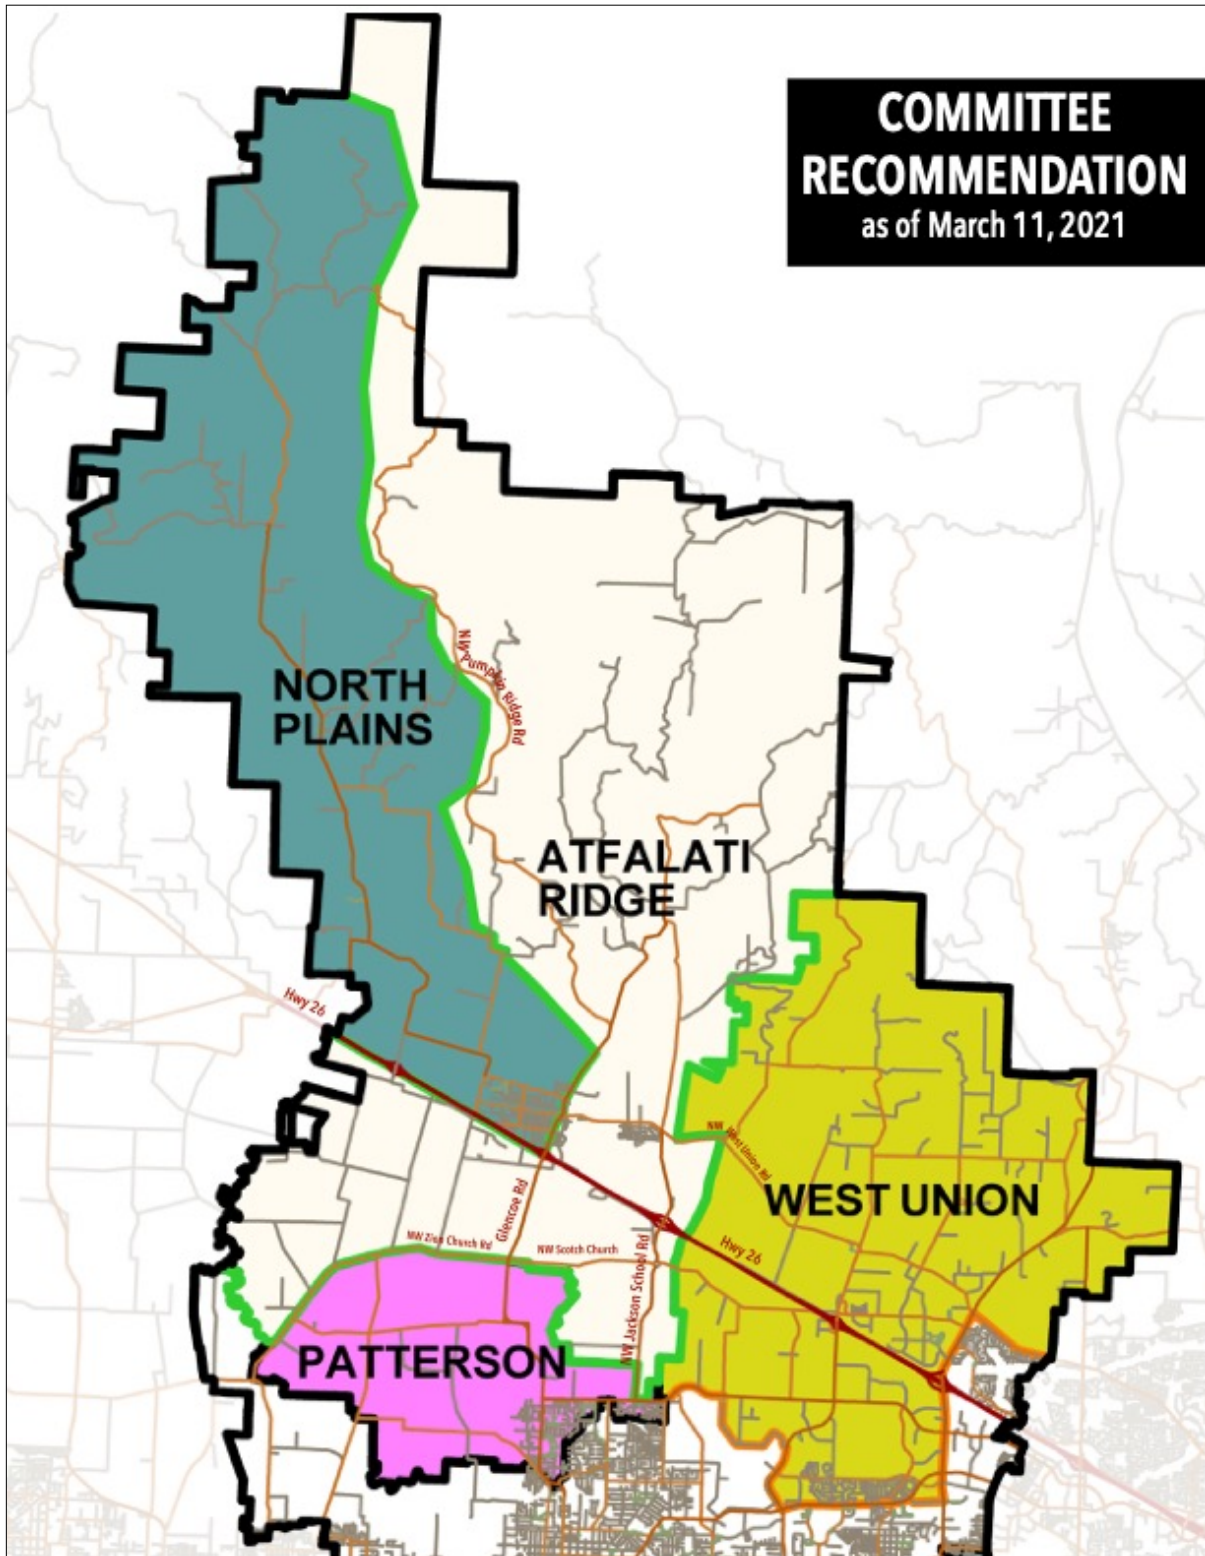 COMMITTEE
RECOMMENDATION
as of March 11, 2021
NORTH
PLAINS
NW Pumpkin Ridge Rd
ATFALATI
RIDGE
Hwy 26
NW West Union Rd
WEST UNION
Glencoe Rd
NW Zion Church Rd
NW Scotch Church
Hwy 26
NW Jackson School Rd
PATTERSON